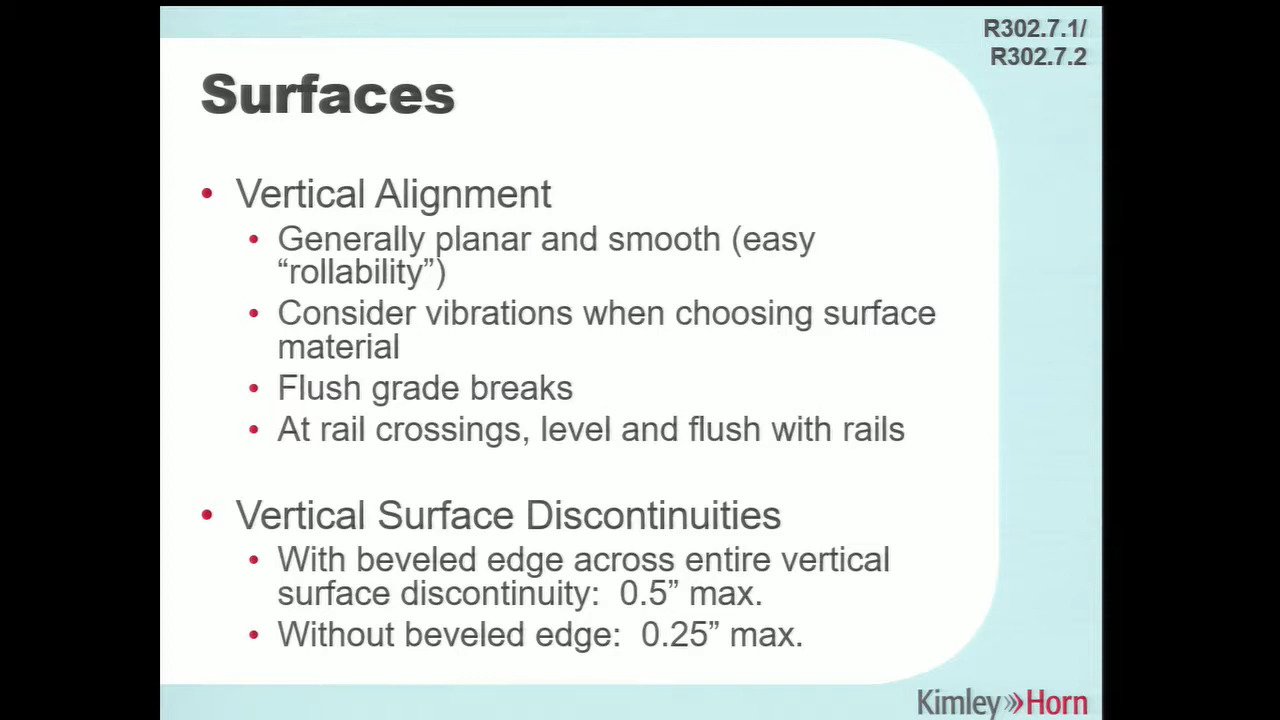 R302.7.1/
R302.7.2
Surfaces
• Vertical Alignment
• Generally planar and smooth (easy
“rollability”)
• Consider vibrations when choosing surface
material
• Flush grade breaks
• At rail crossings, level and flush with rails
• Vertical Surface Discontinuities
• With beveled edge across entire vertical
surface discontinuity:  0.5” max.
• Without beveled edge:  0.25” max.
Kimley»Horn